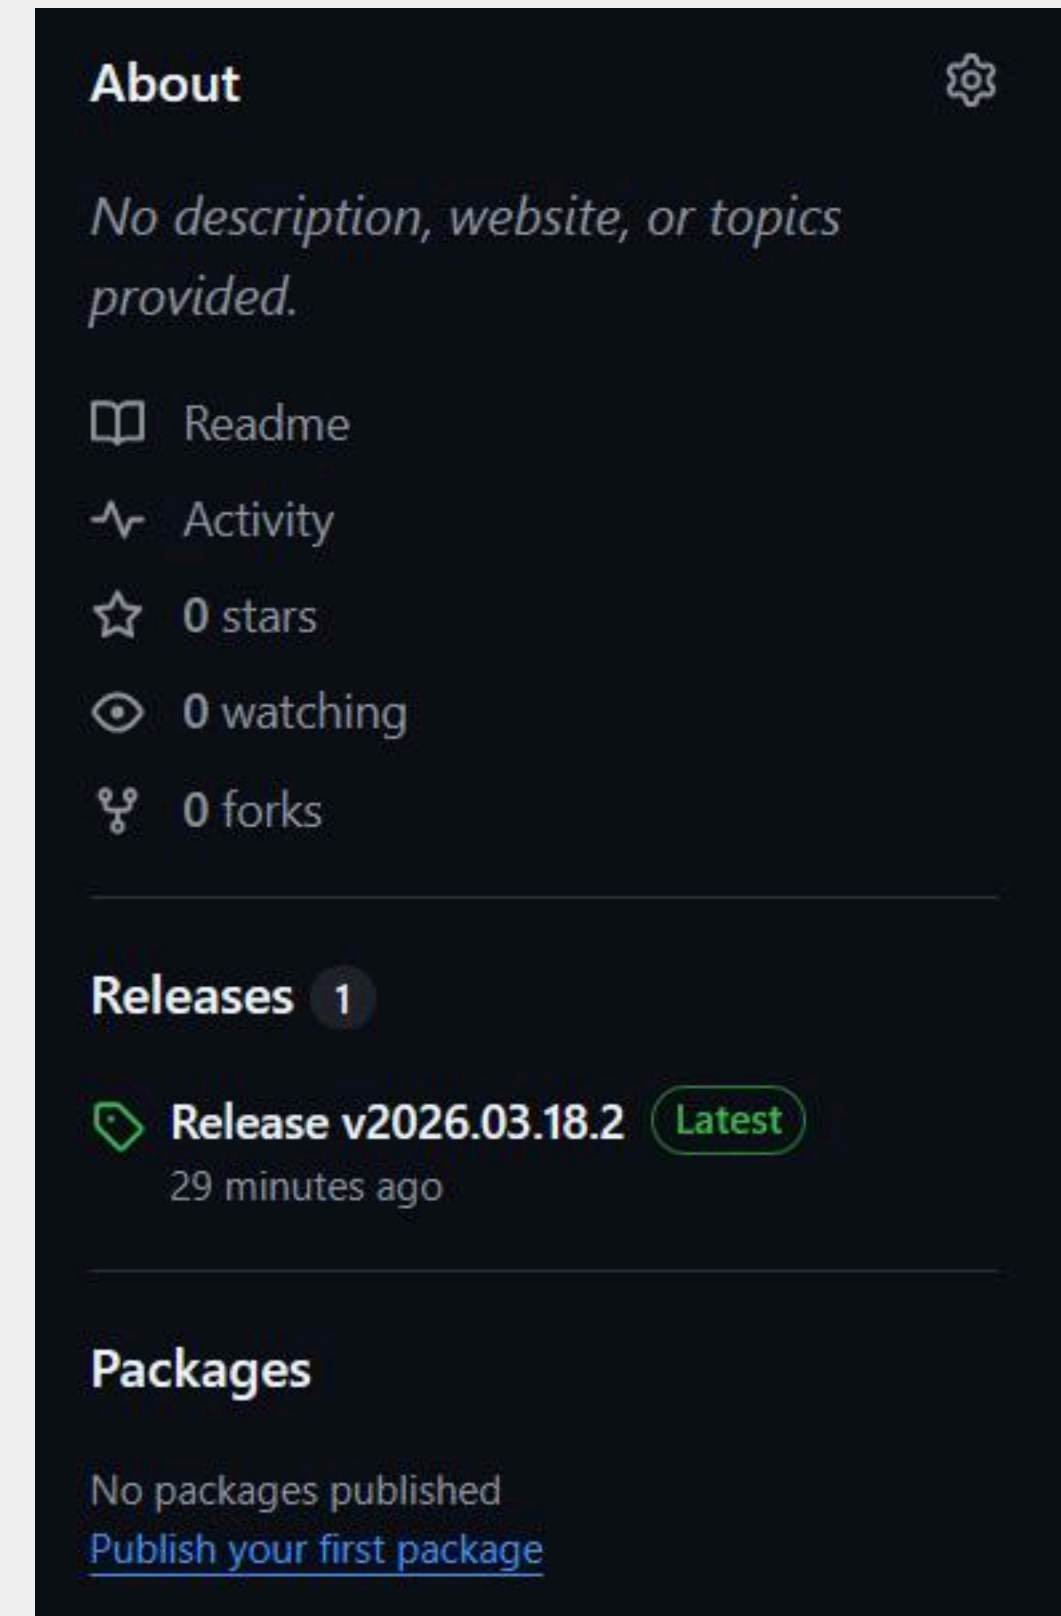 About
No description, website, or topics
provided.
Readme
Activity
0 stars
0 watching
0 forks
Releases 1
Release v2026.03.18.2 Latest
29 minutes ago
Packages
No packages published
Publish your first package